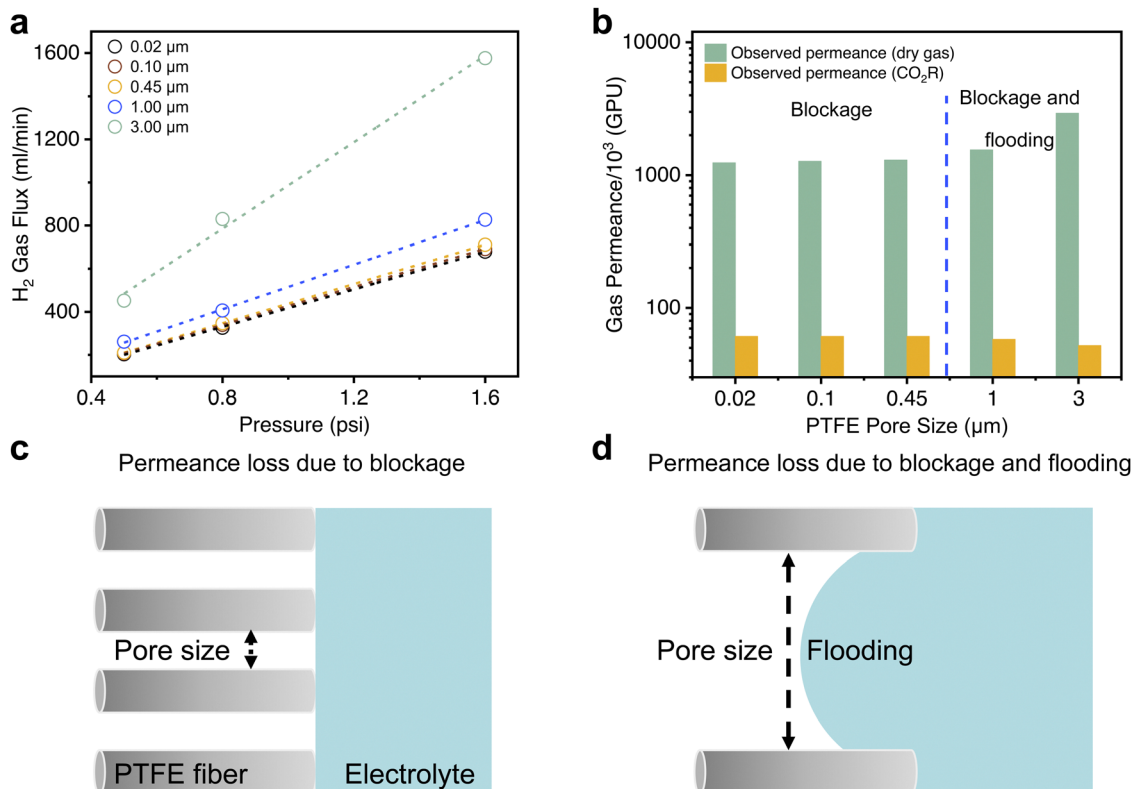 a
1600
1200
800
400
H₂ Gas Flux (ml/min)
0.02 µm
0.10 µm
0.45 µm
1.00 µm
3.00 µm
0.4
0.8
1.2
1.6
Pressure (psi)
b
10000
1000
100
Gas Permeance/10³ (GPU)
Observed permeance (dry gas)
Observed permeance (CO₂R)
Blockage
Blockage and
flooding
0.02
0.1
0.45
1
3
PTFE Pore Size (µm)
c
Permeance loss due to blockage
Pore size
PTFE fiber
Electrolyte
d
Permeance loss due to blockage and flooding
Pore size
Flooding